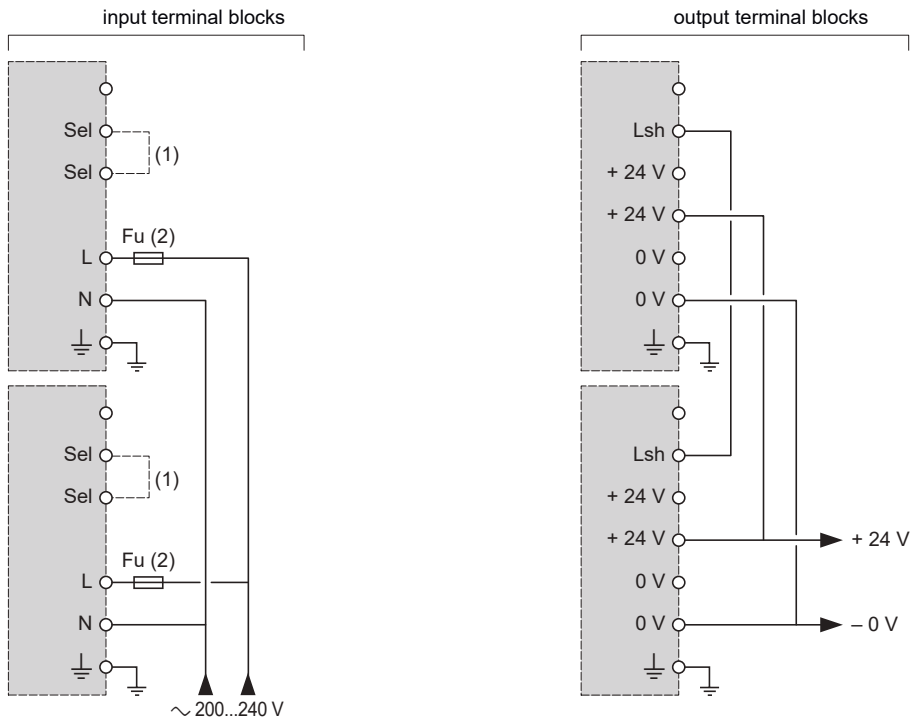 input terminal blocks
Sel
Sel
(1)
Fu (2)
L
N
Sel
Sel
(1)
Fu (2)
L
N
~ 200...240 V
output terminal blocks
Lsh
+ 24 V
+ 24 V
0 V
0 V
Lsh
+ 24 V
+ 24 V
+ 24 V
0 V
0 V
– 0 V